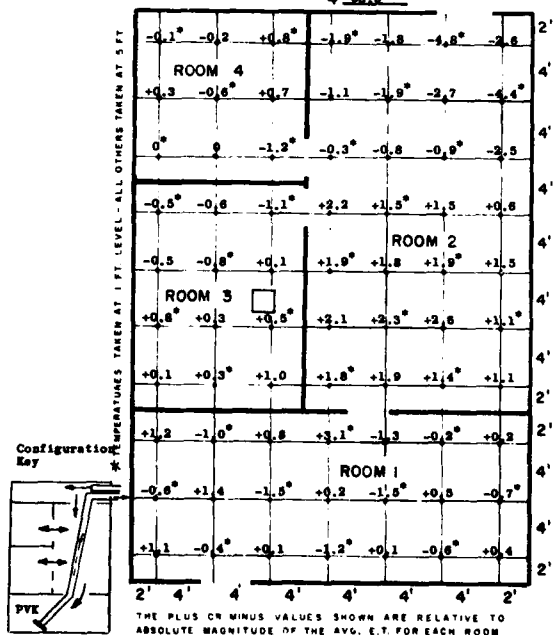 2'
-0.1* -0.2 +0.8* -1.9* -1.8 -4.8* -2.6
4'
ROOM 4
+0.3 -0.6* +0.7 -1.1 -1.9* -2.7 -4.4*
4'
0* 0 -1.2* -0.3* -0.8 -0.9* -2.5
4'
-0.5* -0.6 -1.1* +2.2 +1.5* +1.5 +0.6
4'
ROOM 2
-0.5 -0.8* +0.1 +1.9* +1.8 +1.9* +1.5
ROOM 3
4'
+0.3 +0.5* +2.1 +2.3* +1.1*
4'
+0.1 +0.3* +1.0 +1.8* +1.9 +1.4* +1.1
2'
2'
+1.2 -1.0* +3.1* -1.3 -0.2* +0.2
4'
ROOM 1
-0.6* +1.4 -1.5* +0.2 -1.5* +0.5 -0.7*
4'
+1.1 -0.4* +0.1 -1.2* +0.1 -0.6* +0.4
2'
2' 4' 4' 4' 4' 4' 4' 2'
* TEMPERATURES TAKEN AT 1 FT. LEVEL - ALL OTHERS TAKEN AT 5 FT
Configuration
Key
PVK
THE PLUS OR MINUS VALUES SHOWN ARE RELATIVE TO
ABSOLUTE MAGNITUDE OF THE AVG. E.T. FOR EACH ROOM